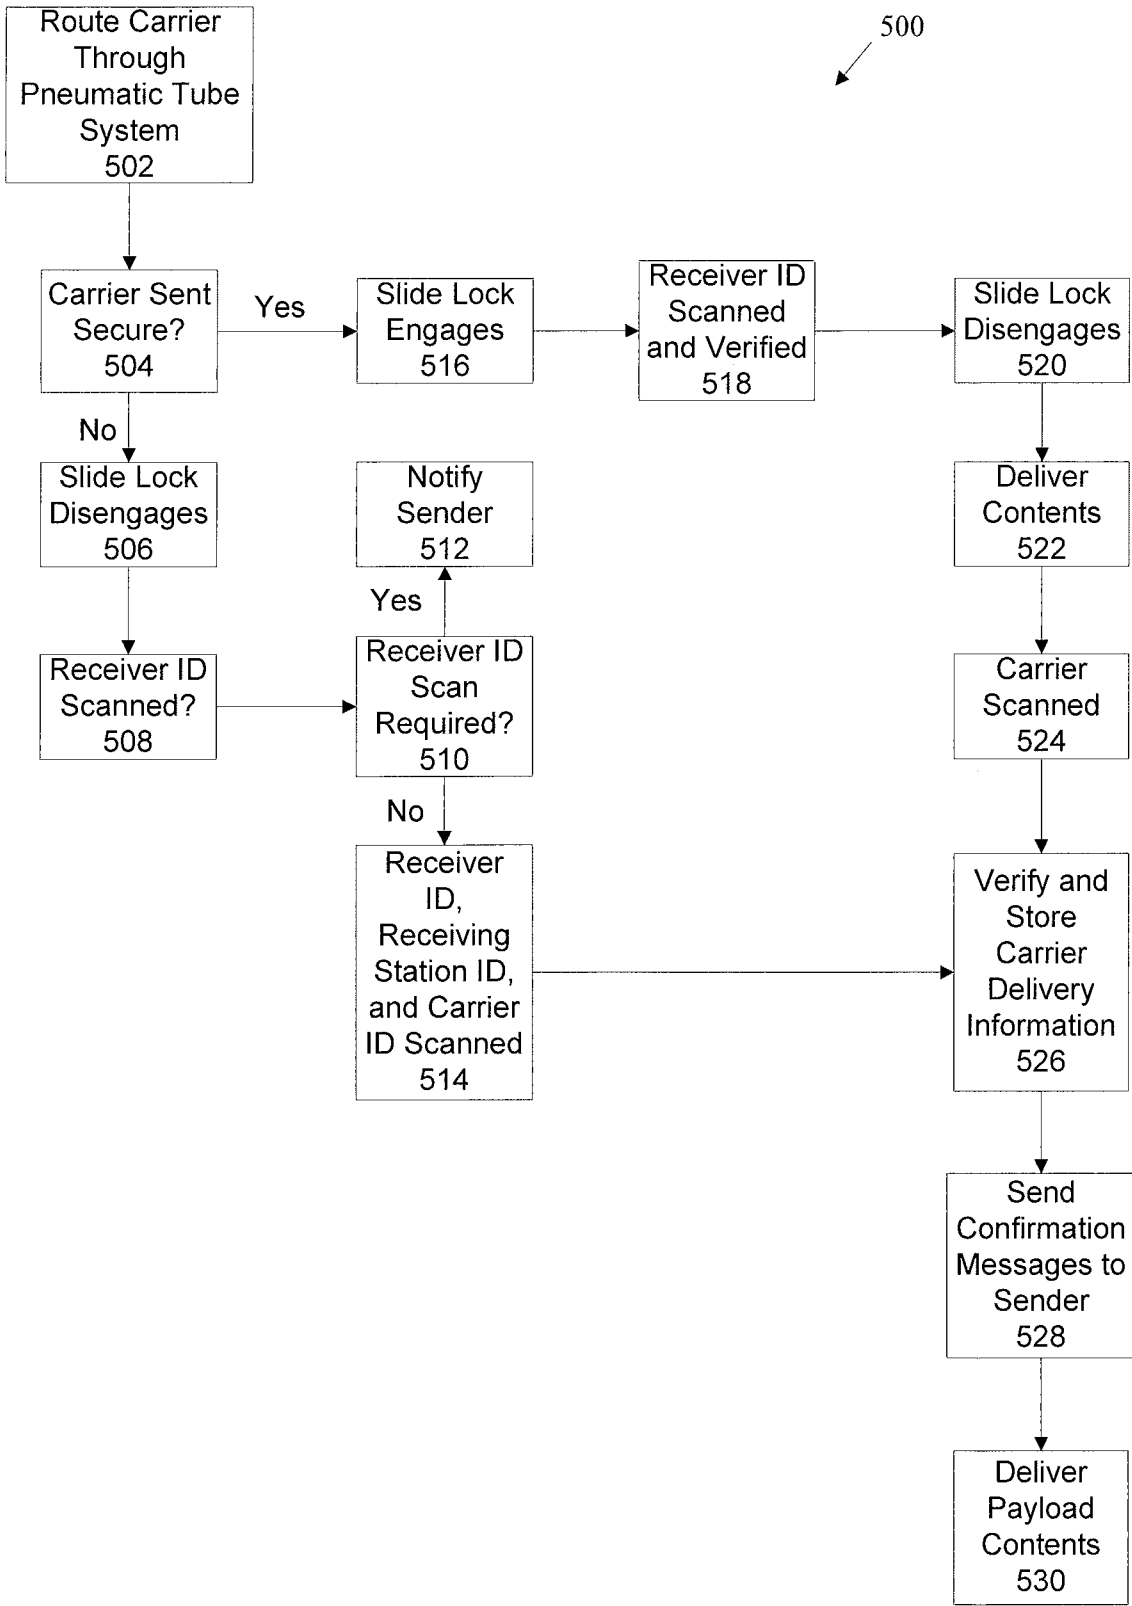 500
Route Carrier
Through
Pneumatic Tube
System
502
Carrier Sent
Secure?
504
Yes
Slide Lock
Engages
516
Receiver ID
Scanned
and Verified
518
Slide Lock
Disengages
520
No
Slide Lock
Disengages
506
Notify
Sender
512
Deliver
Contents
522
Yes
Receiver ID
Scanned?
508
Receiver ID
Scan
Required?
510
Carrier
Scanned
524
No
Receiver
ID,
Receiving
Station ID,
and Carrier
ID Scanned
514
Verify and
Store
Carrier
Delivery
Information
526
Send
Confirmation
Messages to
Sender
528
Deliver
Payload
Contents
530